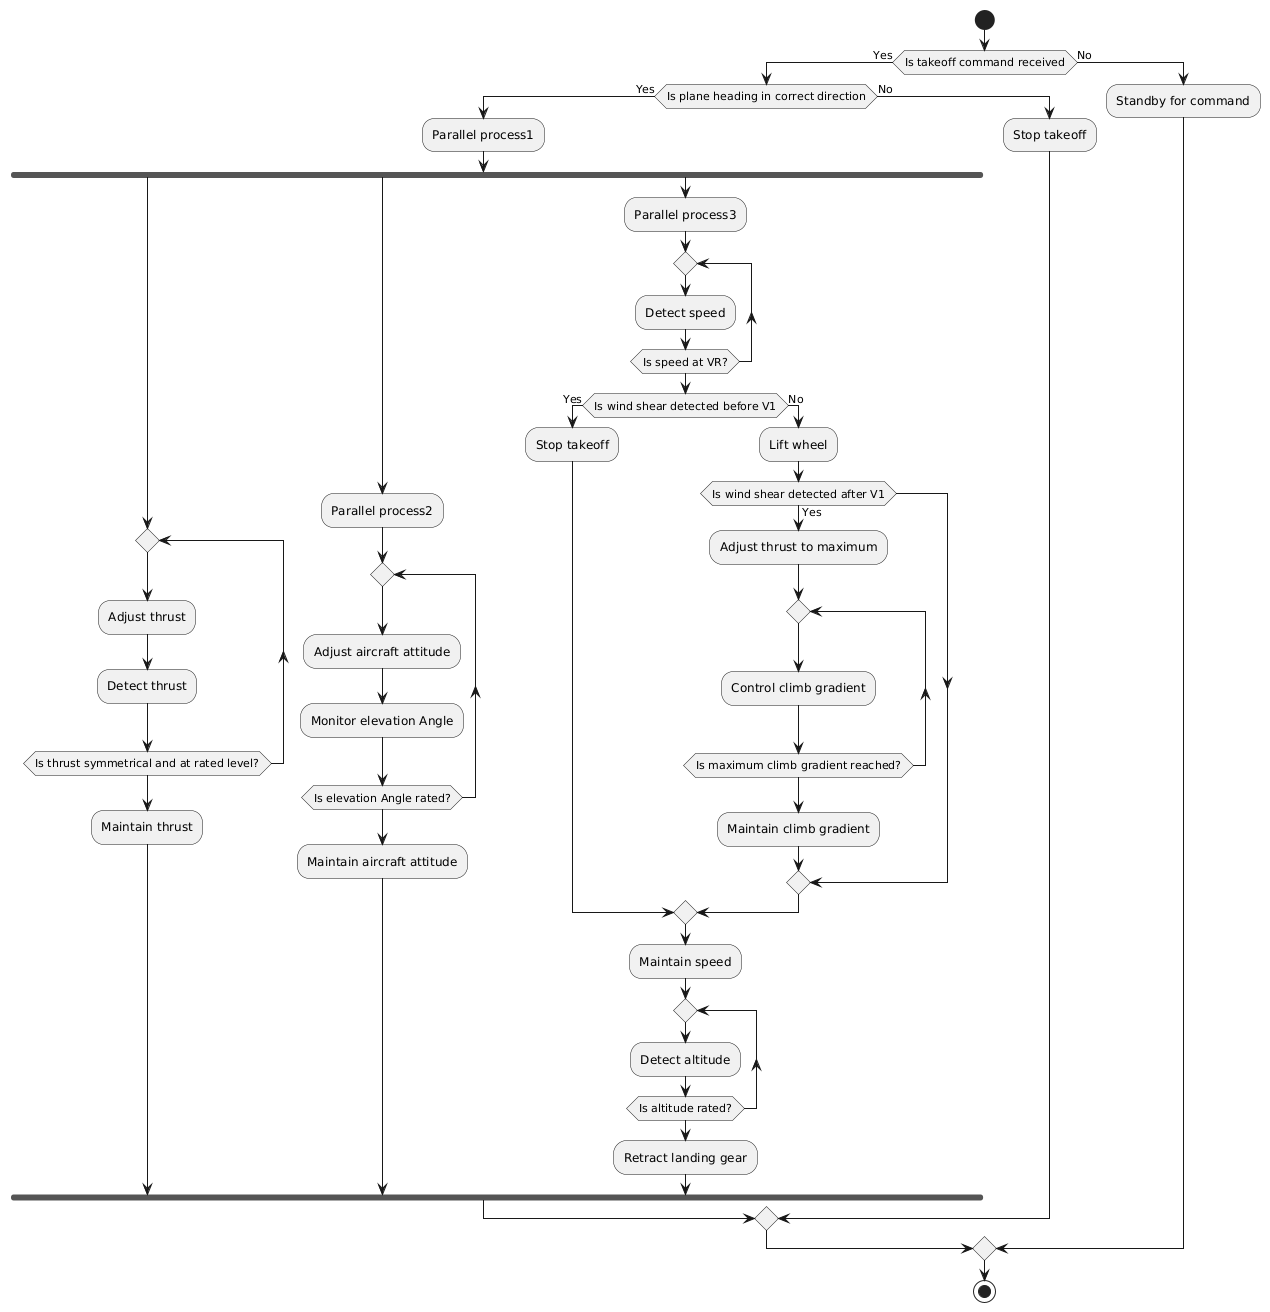 Is takeoff command received
Yes
No
Is plane heading in correct direction
Yes
No
Standby for command
Parallel process1
Stop takeoff
Parallel process3
Detect speed
Is speed at VR?
Is wind shear detected before V1
Yes
No
Stop takeoff
Lift wheel
Is wind shear detected after V1
Yes
Parallel process2
Adjust thrust to maximum
Adjust thrust
Adjust aircraft attitude
Detect thrust
Control climb gradient
Monitor elevation Angle
Is thrust symmetrical and at rated level?
Is maximum climb gradient reached?
Is elevation Angle rated?
Maintain thrust
Maintain climb gradient
Maintain aircraft attitude
Maintain speed
Detect altitude
Is altitude rated?
Retract landing gear